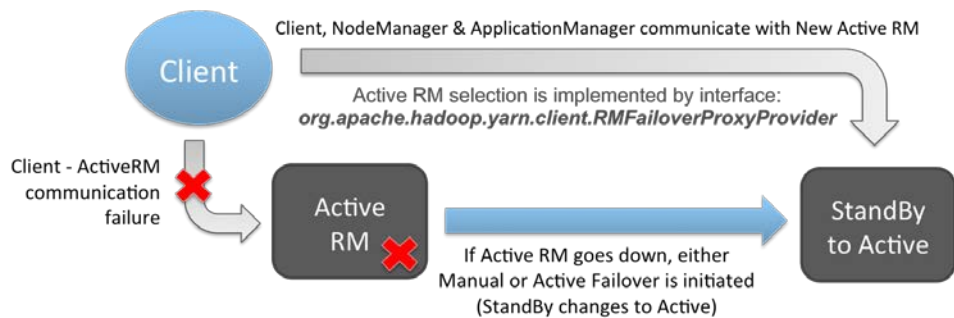 Client, NodeManager & ApplicationManager communicate with New Active RM
Client
Active RM selection is implemented by interface:
org.apache.hadoop.yarn.client.RMFailoverProxyProvider
Client - ActiveRM
communication
failure
Active
RM
StandBy
to Active
If Active RM goes down, either
Manual or Active Failover is initiated
(StandBy changes to Active)